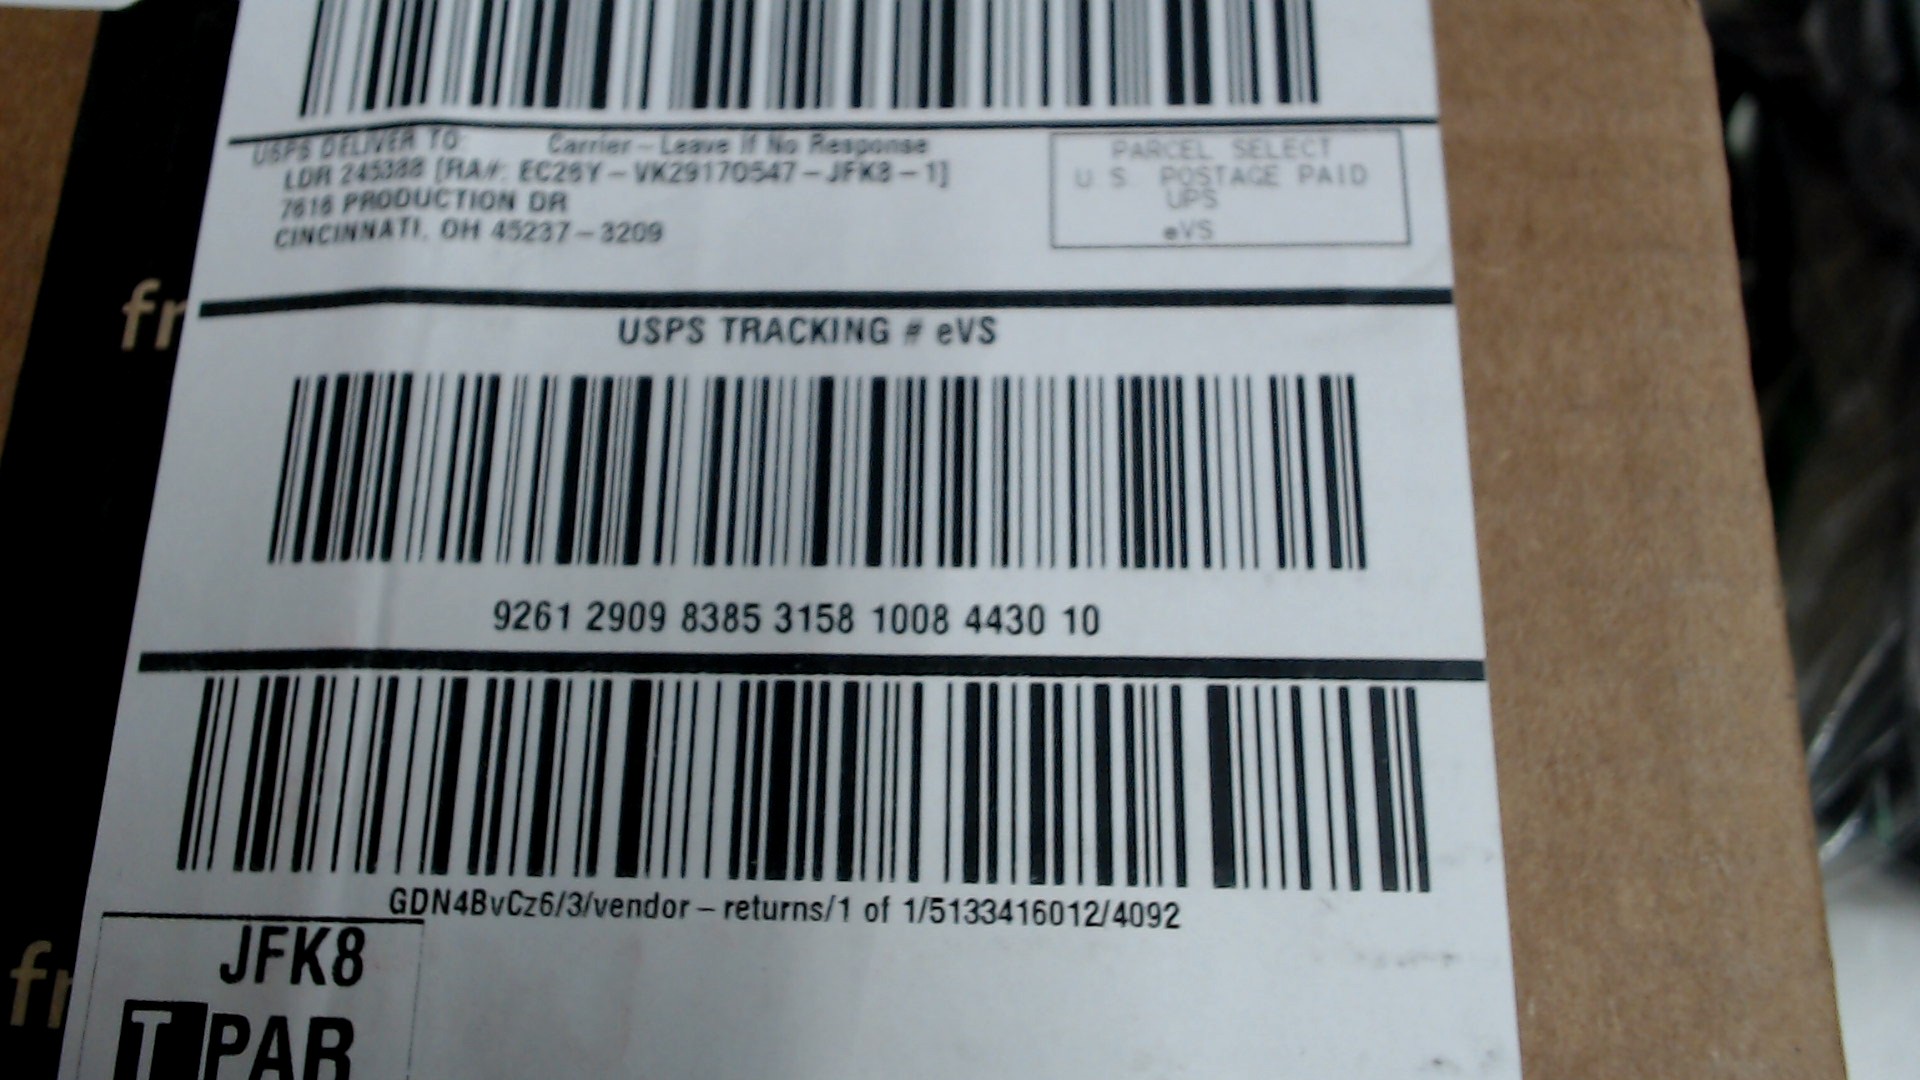 USPS DELIVER TO: Carrier – Leave If No Response
LDR 245388 [RA#: EC26Y – VK29170547 – JFK8 – 1]
7616 PRODUCTION DR
CINCINNATI, OH 45237 – 3209
PARCEL SELECT
U.S. POSTAGE PAID
UPS
eVS
USPS TRACKING # eVS
9261 2909 8385 3158 1008 4430 10
GDN4BvCz6/3/vendor – returns/1 of 1/5133416012/4092
JFK8
T PAR
fr
fr